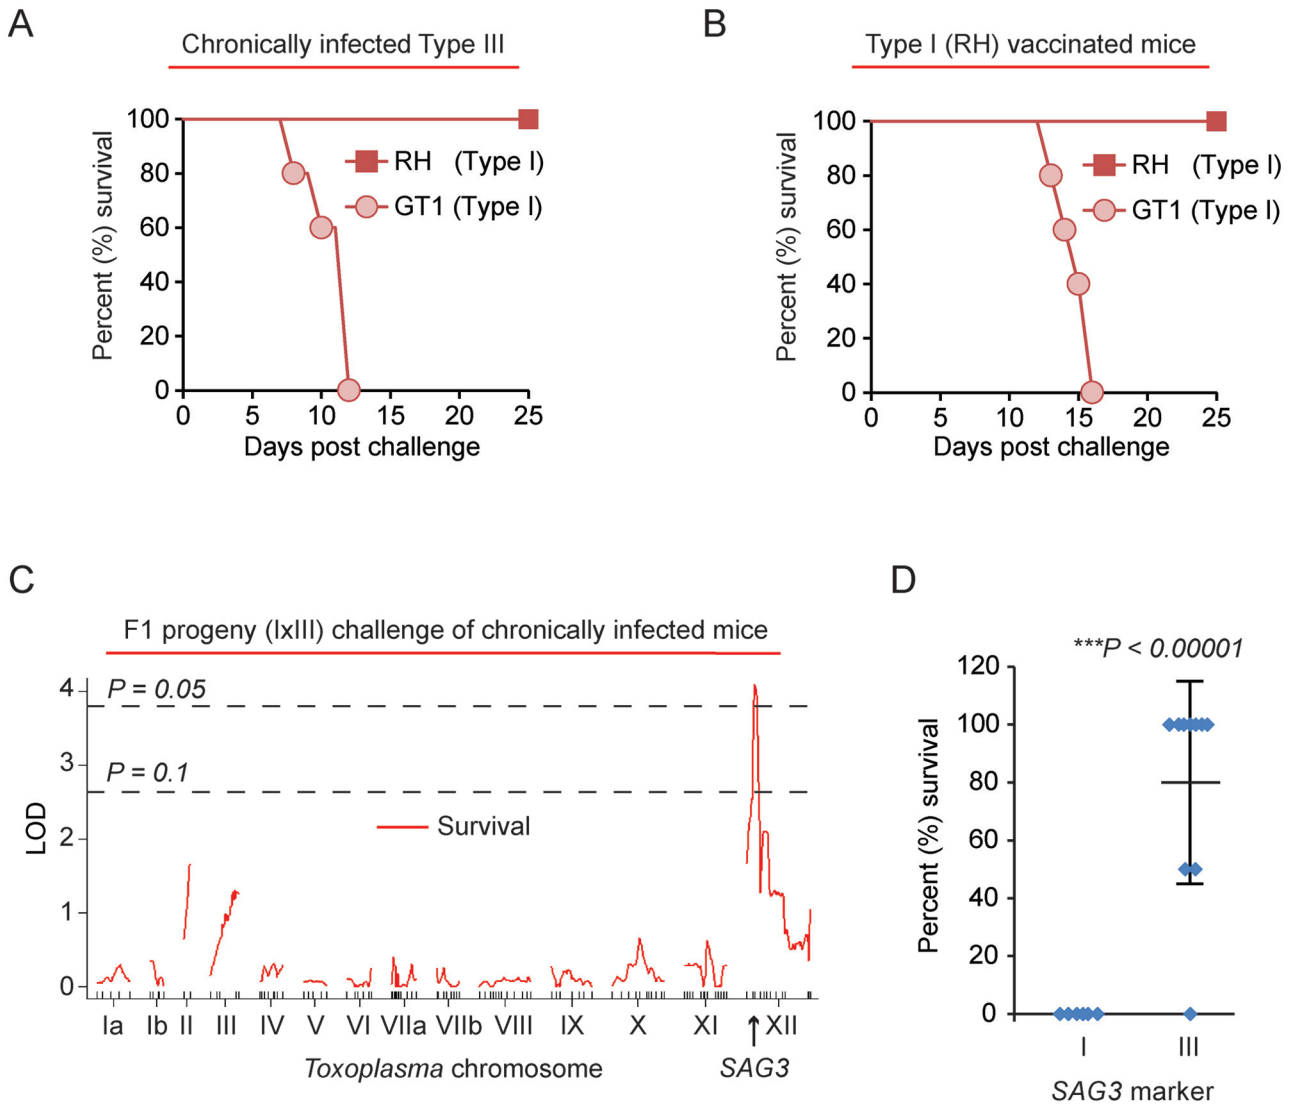 A
Chronically infected Type III
Percent (%) survival
100
80
60
40
20
0
RH (Type I)
GT1 (Type I)
0 5 10 15 20 25
Days post challenge
B
Type I (RH) vaccinated mice
Percent (%) survival
100
80
60
40
20
0
RH (Type I)
GT1 (Type I)
0 5 10 15 20 25
Days post challenge
C
F1 progeny (IxIII) challenge of chronically infected mice
LOD
4
3
2
1
0
P = 0.05
P = 0.1
Survival
Ia Ib II III IV V VI VIIa VIIb VIII IX X XI XII
Toxoplasma chromosome
SAG3
D
***P < 0.00001
Percent (%) survival
120
100
80
60
40
20
0
I III
SAG3 marker